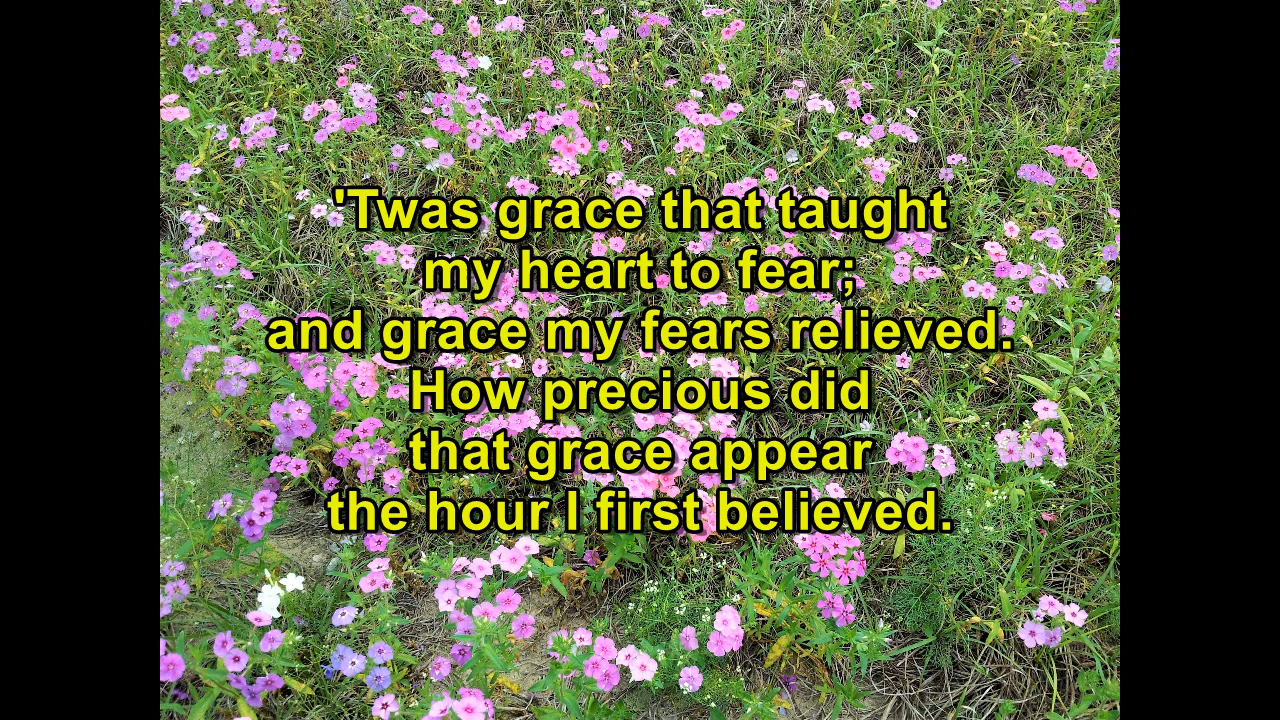 'Twas grace that taught
my heart to fear;
and grace my fears relieved.
How precious did
that grace appear
the hour I first believed.